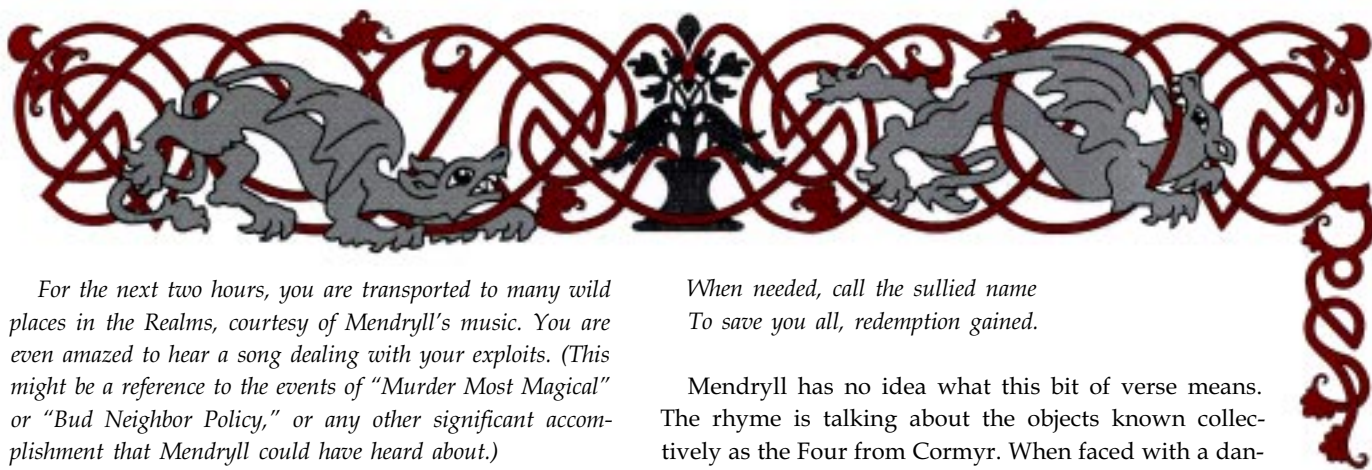 For the next two hours, you are transported to many wild
places in the Realms, courtesy of Mendryll's music. You are
even amazed to hear a song dealing with your exploits. (This
might be a reference to the events of “Murder Most Magical”
or “Bud Neighbor Policy,” or any other significant accom-
plishment that Mendryll could have heard about.)
When needed, call the sullied name
To save you all, redemption gained.
Mendryll has no idea what this bit of verse means.
The rhyme is talking about the objects known collec-
tively as the Four from Cormyr. When faced with a dan-